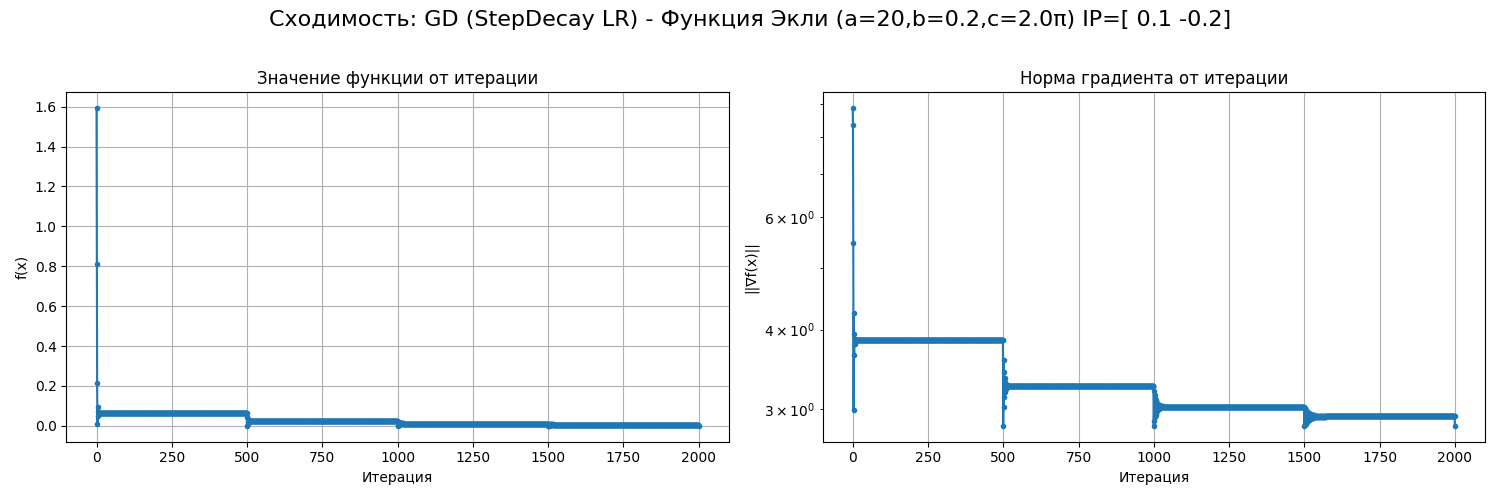 Сходимость: GD (StepDecay LR) - Функция Экли (a=20,b=0.2,c=2.0π) IP=[ 0.1 -0.2]
Значение функции от итерации
f(x)
1.6
1.4
1.2
1.0
0.8
0.6
0.4
0.2
0.0
0 250 500 750 1000 1250 1500 1750 2000
Итерация
Норма градиента от итерации
||∇f(x)||
6 × 10⁰
4 × 10⁰
3 × 10⁰
0 250 500 750 1000 1250 1500 1750 2000
Итерация